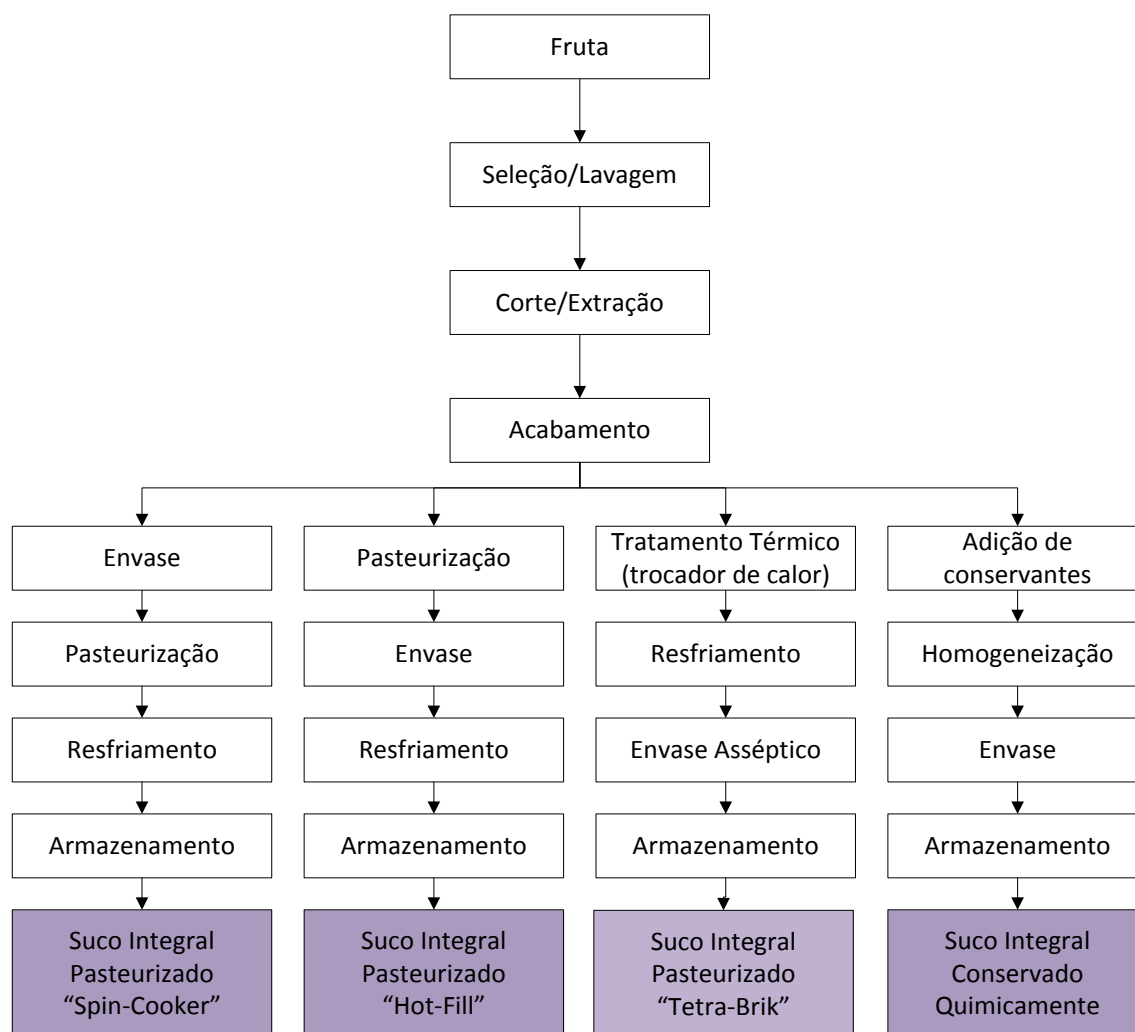 Fruta
Seleção/Lavagem
Corte/Extração
Acabamento
Envase
Pasteurização
Resfriamento
Armazenamento
Suco Integral
Pasteurizado
“Spin-Cooker”
Pasteurização
Envase
Resfriamento
Armazenamento
Suco Integral
Pasteurizado
“Hot-Fill”
Tratamento Térmico
(trocador de calor)
Resfriamento
Envase Asséptico
Armazenamento
Suco Integral
Pasteurizado
“Tetra-Brik”
Adição de
conservantes
Homogeneização
Envase
Armazenamento
Suco Integral
Conservado
Quimicamente